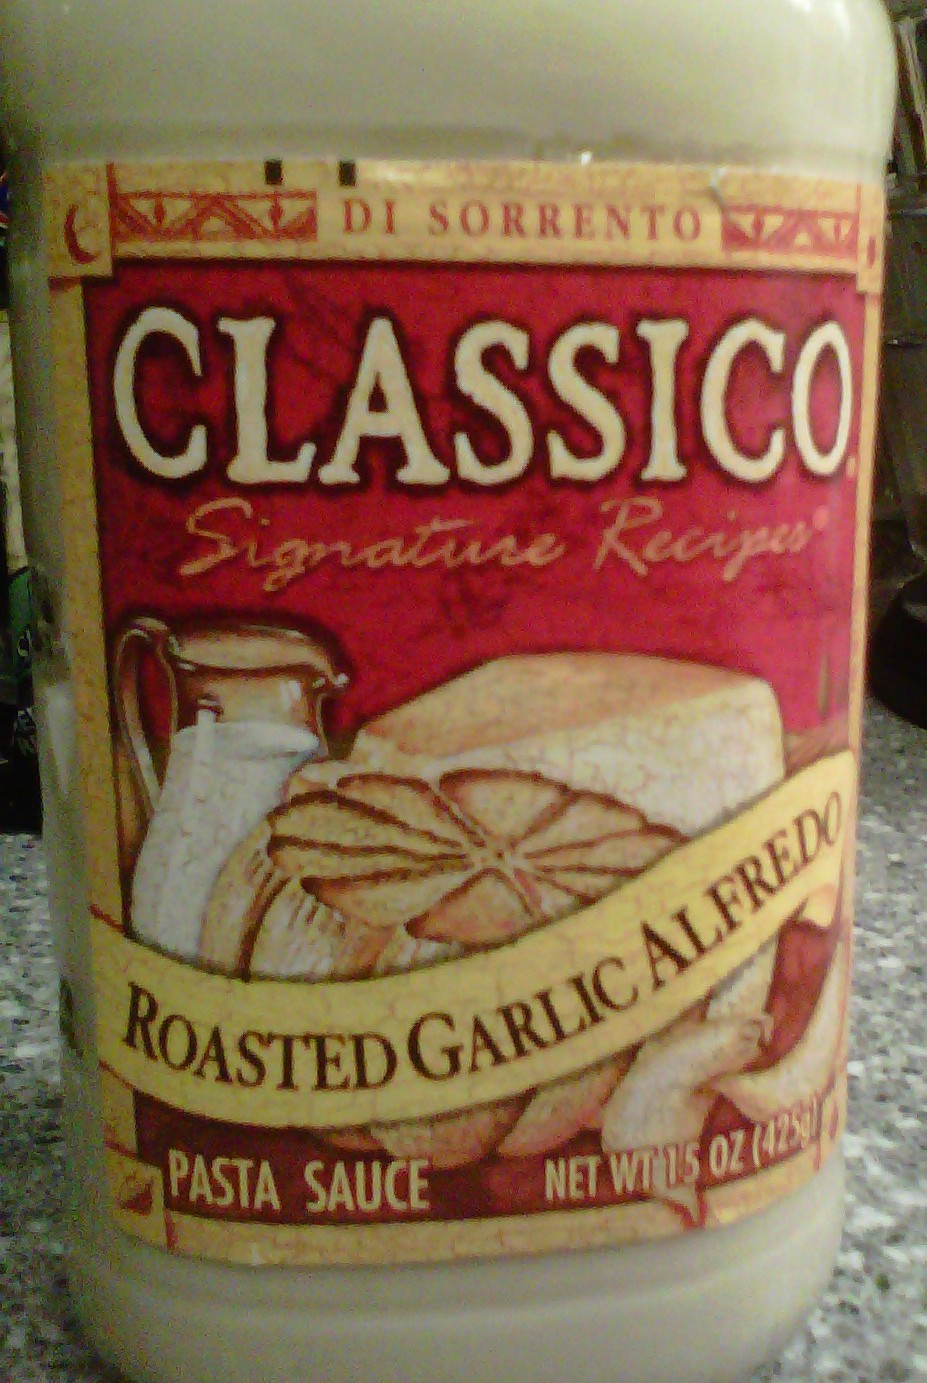 DI SORRENTO
CLASSICO®
Signature Recipes®
ROASTED GARLIC ALFREDO
PASTA SAUCE
NET WT 15 OZ (425g)